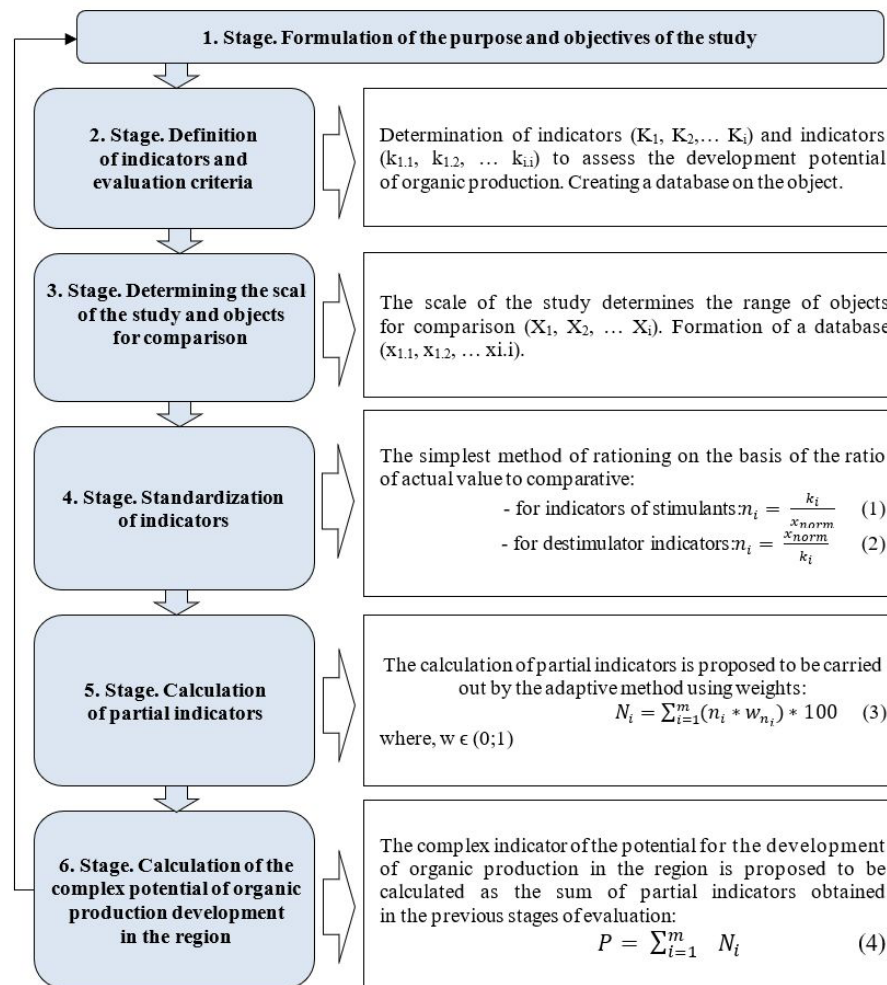 1. Stage. Formulation of the purpose and objectives of the study
2. Stage. Definition
of indicators and
evaluation criteria
Determination of indicators (K₁, K₂,… Kᵢ) and indicators
(k₁.₁, k₁.₂, … kᵢ.ᵢ) to assess the development potential
of organic production. Creating a database on the object.
3. Stage. Determining the scal
of the study and objects
for comparison
The scale of the study determines the range of objects
for comparison (X₁, X₂, … Xᵢ). Formation of a database
(x₁.₁, x₁.₂, … xi.i).
4. Stage. Standardization
of indicators
The simplest method of rationing on the basis of the ratio
of actual value to comparative:
- for indicators of stimulants: nᵢ = kᵢ / xₙₒᵣₘ (1)
- for destimulator indicators: nᵢ = xₙₒᵣₘ / kᵢ (2)
5. Stage. Calculation
of partial indicators
The calculation of partial indicators is proposed to be carried
out by the adaptive method using weights:
Nᵢ = ∑ᵢ₌₁ᵐ(nᵢ * w_{nᵢ}) * 100 (3)
where, w ϵ (0;1)
6. Stage. Calculation of the
complex potential of organic
production development
in the region
The complex indicator of the potential for the development
of organic production in the region is proposed to be
calculated as the sum of partial indicators obtained
in the previous stages of evaluation:
P = ∑ᵢ₌₁ᵐ Nᵢ (4)